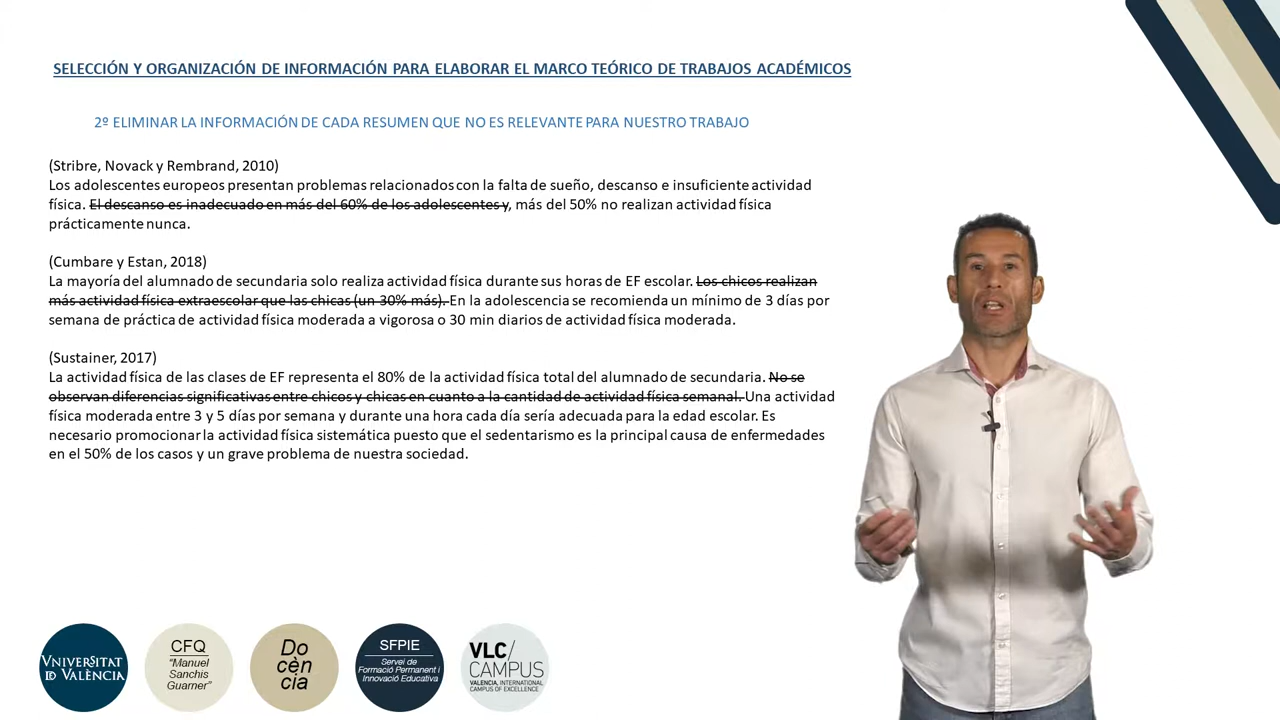 SELECCIÓN Y ORGANIZACIÓN DE INFORMACIÓN PARA ELABORAR EL MARCO TEÓRICO DE TRABAJOS ACADÉMICOS
2º ELIMINAR LA INFORMACIÓN DE CADA RESUMEN QUE NO ES RELEVANTE PARA NUESTRO TRABAJO
(Stribre, Novack y Rembrand, 2010)
Los adolescentes europeos presentan problemas relacionados con la falta de sueño, descanso e insuficiente actividad
física. El descanso es inadecuado en más del 60% de los adolescentes y, más del 50% no realizan actividad física
prácticamente nunca.
(Cumbare y Estan, 2018)
La mayoría del alumnado de secundaria solo realiza actividad física durante sus horas de EF escolar. Los chicos realizan
más actividad física extraescolar que las chicas (un 30% más). En la adolescencia se recomienda un mínimo de 3 días por
semana de práctica de actividad física moderada a vigorosa o 30 min diarios de actividad física moderada.
(Sustainer, 2017)
La actividad física de las clases de EF representa el 80% de la actividad física total del alumnado de secundaria. No se
observan diferencias significativas entre chicos y chicas en cuanto a la cantidad de actividad física semanal. Una actividad
física moderada entre 3 y 5 días por semana y durante una hora cada día sería adecuada para la edad escolar. Es
necesario promocionar la actividad física sistemática puesto que el sedentarismo es la principal causa de enfermedades
en el 50% de los casos y un grave problema de nuestra sociedad.
VNIVERSITAT
ID VALÈNCIA
CFQ
"Manuel
Sanchis
Guarner"
Do
cèn
cia
SFPIE
Servei de
Formació Permanent i
Innovació Educativa
VLC/
CAMPUS
VALENCIA, INTERNATIONAL
CAMPUS OF EXCELLENCE